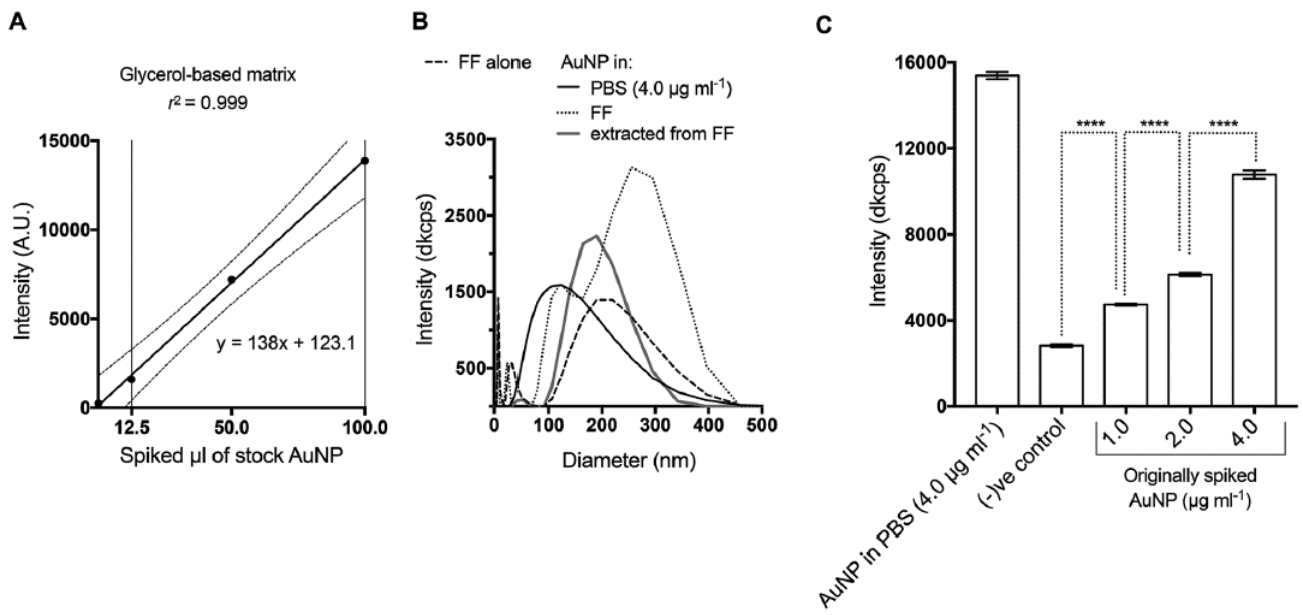 A
Glycerol-based matrix
r² = 0.999
Intensity (A.U.)
15000
10000
5000
0
y = 138x + 123.1
12.5
50.0
100.0
Spiked µl of stock AuNP
B
FF alone
AuNP in:
PBS (4.0 µg ml⁻¹)
FF
extracted from FF
Intensity (dkcps)
3500
2500
1500
500
0
100
200
300
400
500
Diameter (nm)
C
Intensity (dkcps)
16000
12000
8000
4000
0
****
****
****
AuNP in PBS (4.0 µg ml⁻¹)
(-)ve control
1.0
2.0
4.0
Originally spiked
AuNP (µg ml⁻¹)